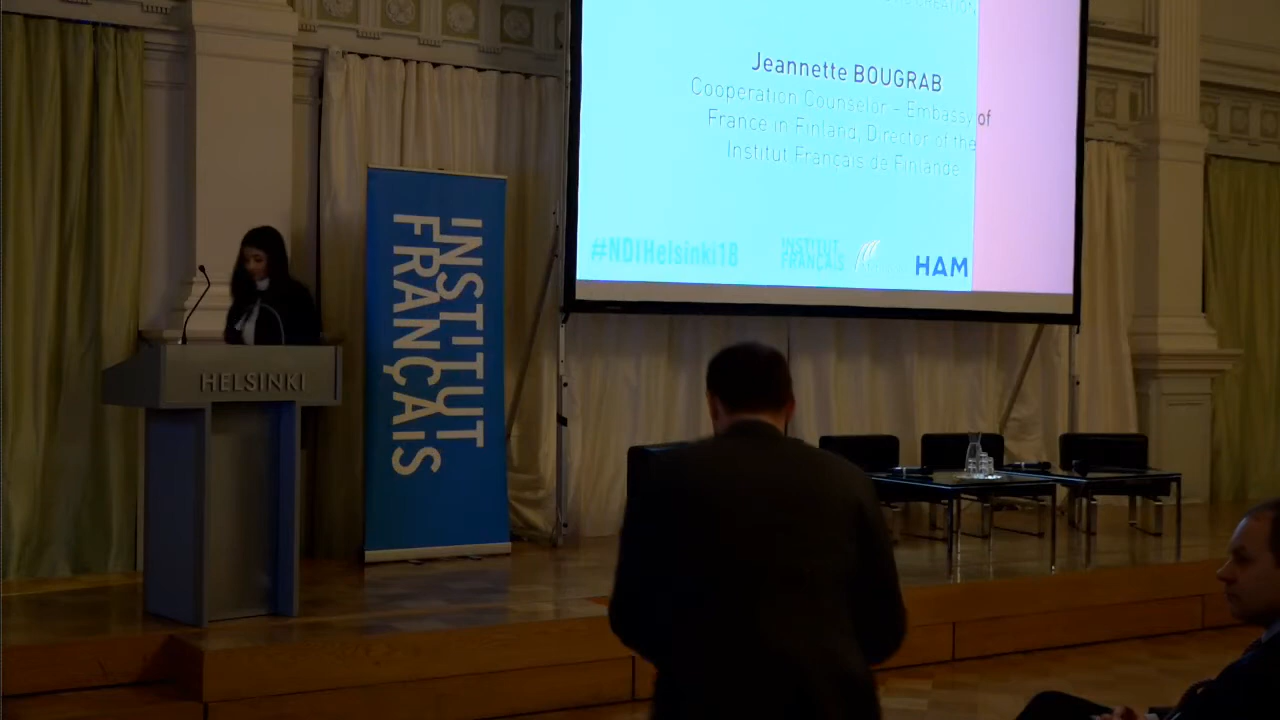 CREATION
Jeannette BOUGRAB
Cooperation Counselor – Embassy of
France in Finland, Director of the
Institut Français de Finlande
#NDIHelsinki18
INSTITUT
FRANÇAIS
HAM
INSTITUT
FRANÇAIS
HELSINKI